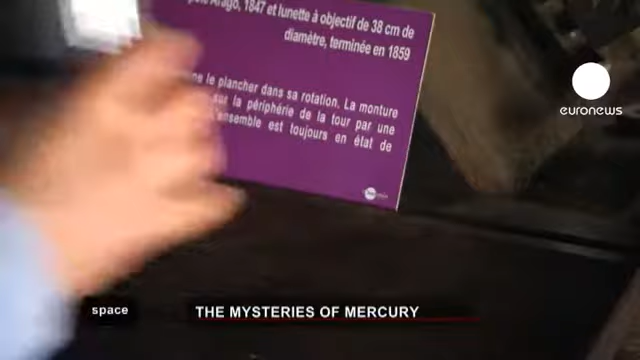 Arago, 1847 et lunette à objectif de 38 cm de
diamètre, terminée en 1859
le plancher dans sa rotation. La monture
sur la périphérie de la tour par une
ensemble est toujours en état de
euronews
space
THE MYSTERIES OF MERCURY